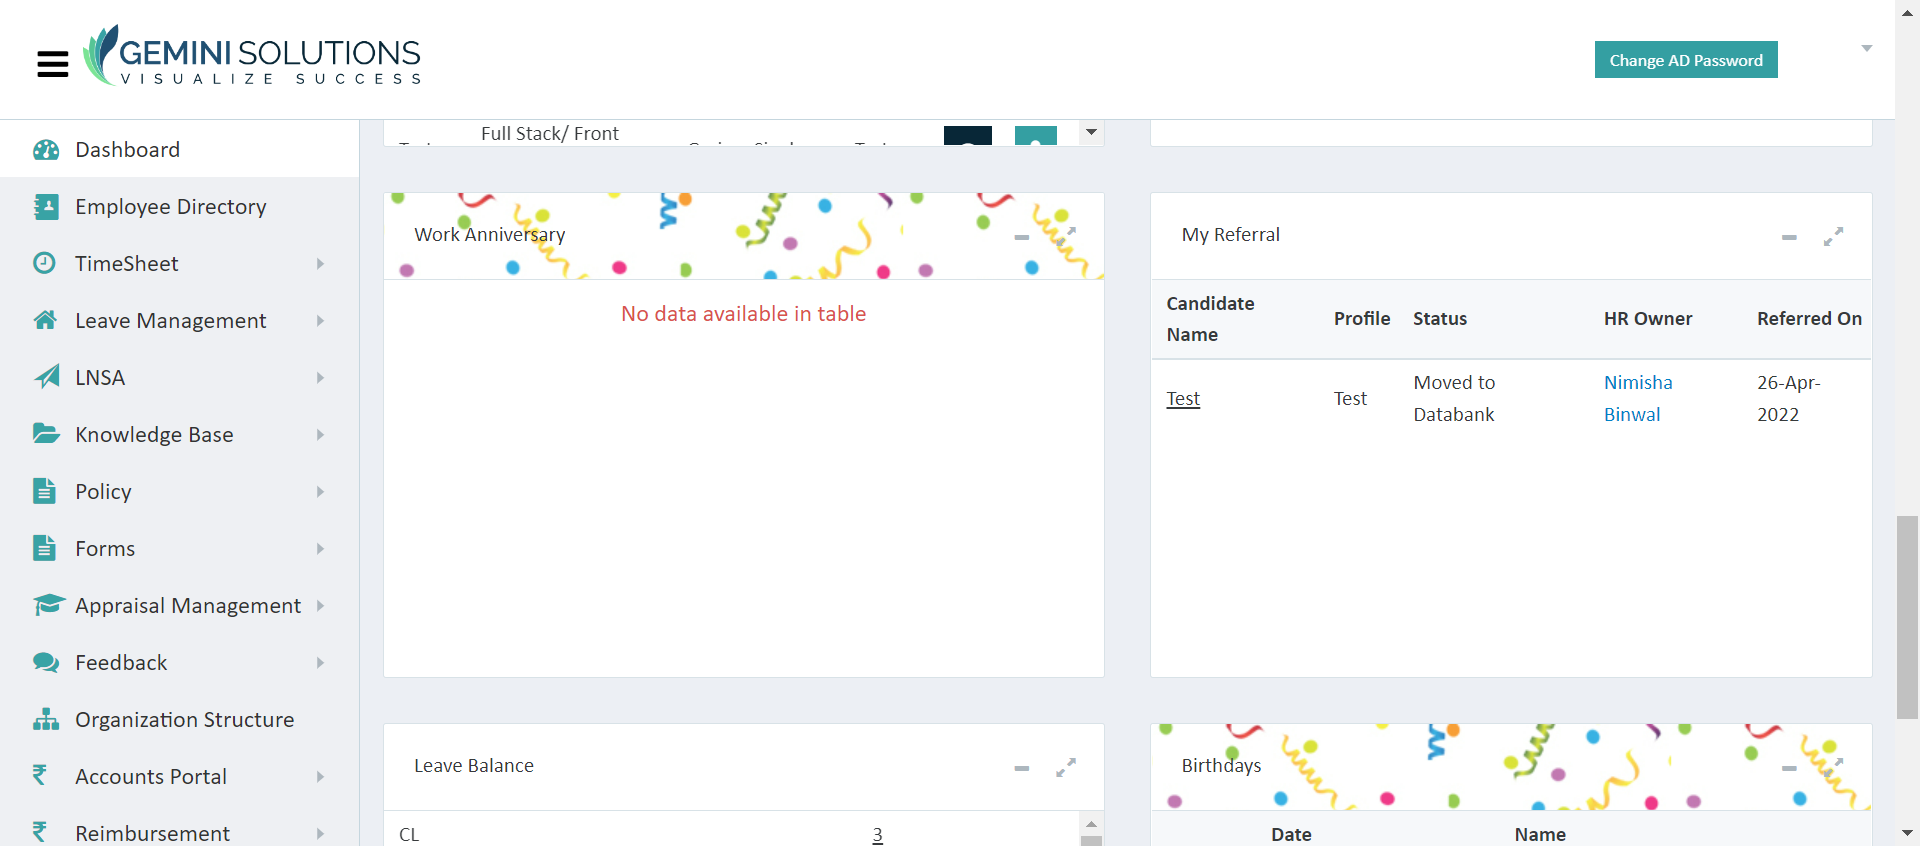 GEMINI SOLUTIONS
VISUALIZE SUCCESS
Change AD Password
Dashboard
Employee Directory
TimeSheet
Leave Management
LNSA
Knowledge Base
Policy
Forms
Appraisal Management
Feedback
Organization Structure
Accounts Portal
Reimbursement
Full Stack/ Front
Work Anniversary
No data available in table
My Referral
Candidate Name Profile Status HR Owner Referred On
Test Test Moved to Databank Nimisha Binwal 26-Apr-2022
Leave Balance
CL 3
Birthdays
Date Name